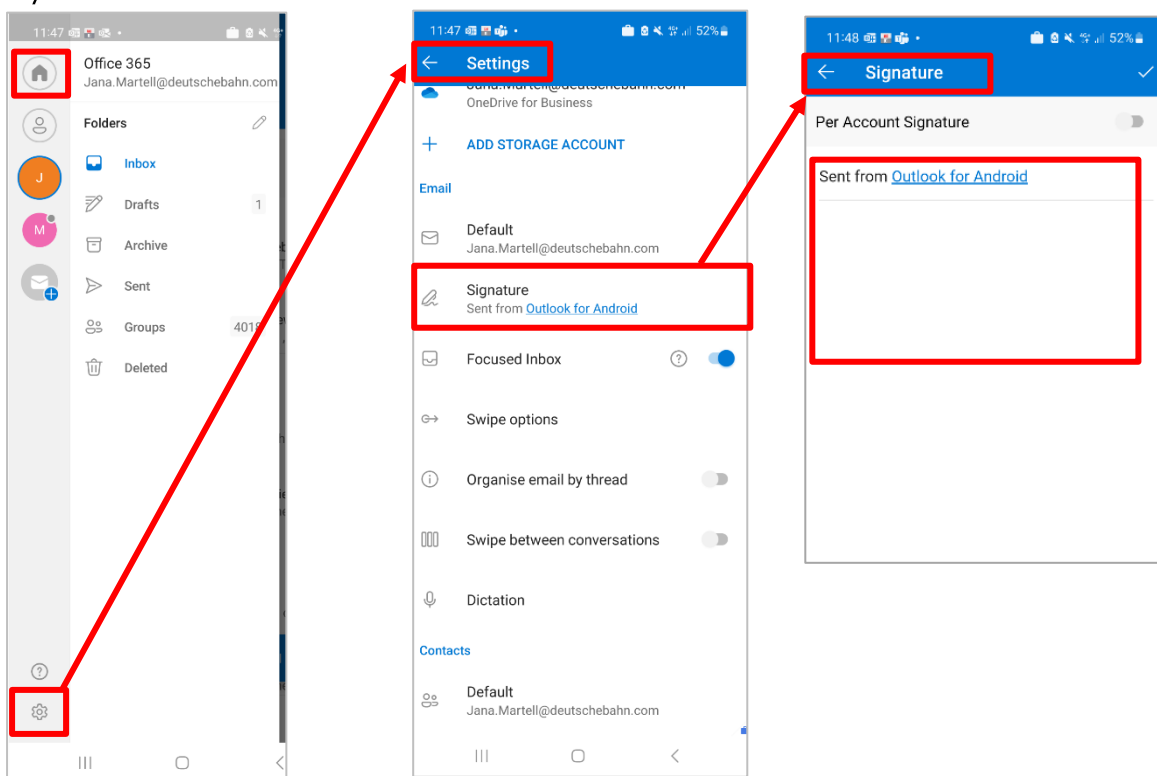 11:47
Office 365
Jana.Martell@deutschebahn.com
Folders
J
Inbox
Drafts 1
M
Archive
Sent
Groups
Deleted
11:47 52%
Settings
OneDrive for Business
ADD STORAGE ACCOUNT
Email
Default
Jana.Martell@deutschebahn.com
Signature
Sent from Outlook for Android
Focused Inbox
Swipe options
Organise email by thread
Swipe between conversations
Dictation
Contacts
Default
Jana.Martell@deutschebahn.com
11:48 52%
Signature
Per Account Signature
Sent from Outlook for Android